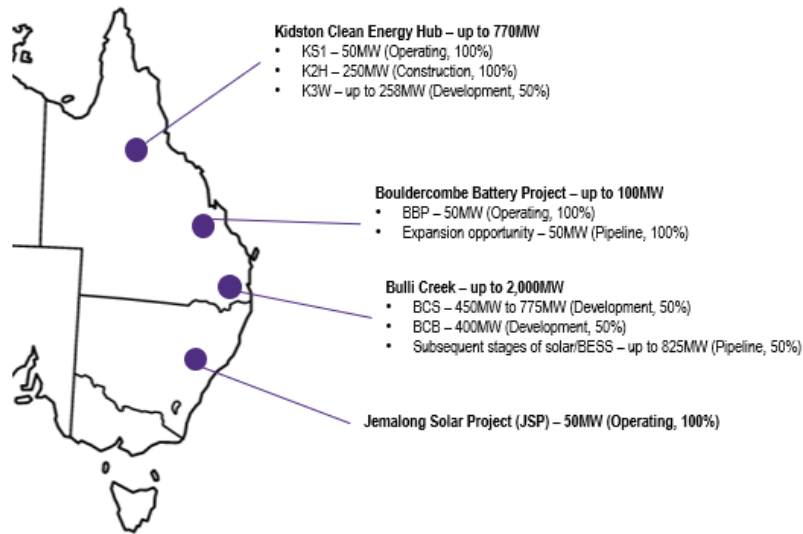 Kidston Clean Energy Hub – up to 770MW
• KS1 – 50MW (Operating, 100%)
• K2H – 250MW (Construction, 100%)
• K3W – up to 258MW (Development, 50%)
Bouldercombe Battery Project – up to 100MW
• BBP – 50MW (Operating, 100%)
• Expansion opportunity – 50MW (Pipeline, 100%)
Bulli Creek – up to 2,000MW
• BCS – 450MW to 775MW (Development, 50%)
• BCB – 400MW (Development, 50%)
• Subsequent stages of solar/BESS – up to 825MW (Pipeline, 50%)
Jemalong Solar Project (JSP) – 50MW (Operating, 100%)